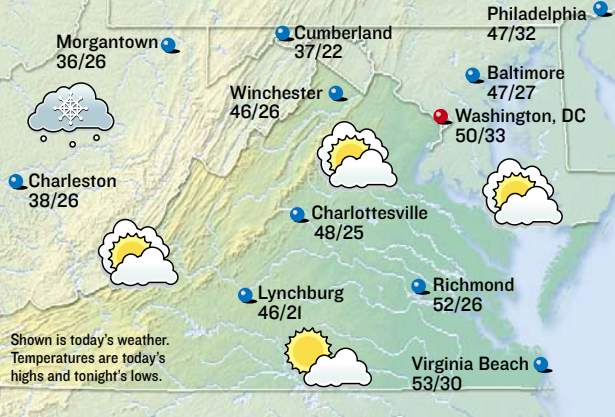 Philadelphia
47/32
Cumberland
37/22
Morgantown
36/26
Baltimore
47/27
Winchester
46/26
Washington, DC
50/33
Charleston
38/26
Charlottesville
48/25
Richmond
52/26
Lynchburg
46/21
Shown is today's weather.
Temperatures are today's
highs and tonight's lows.
Virginia Beach
53/30